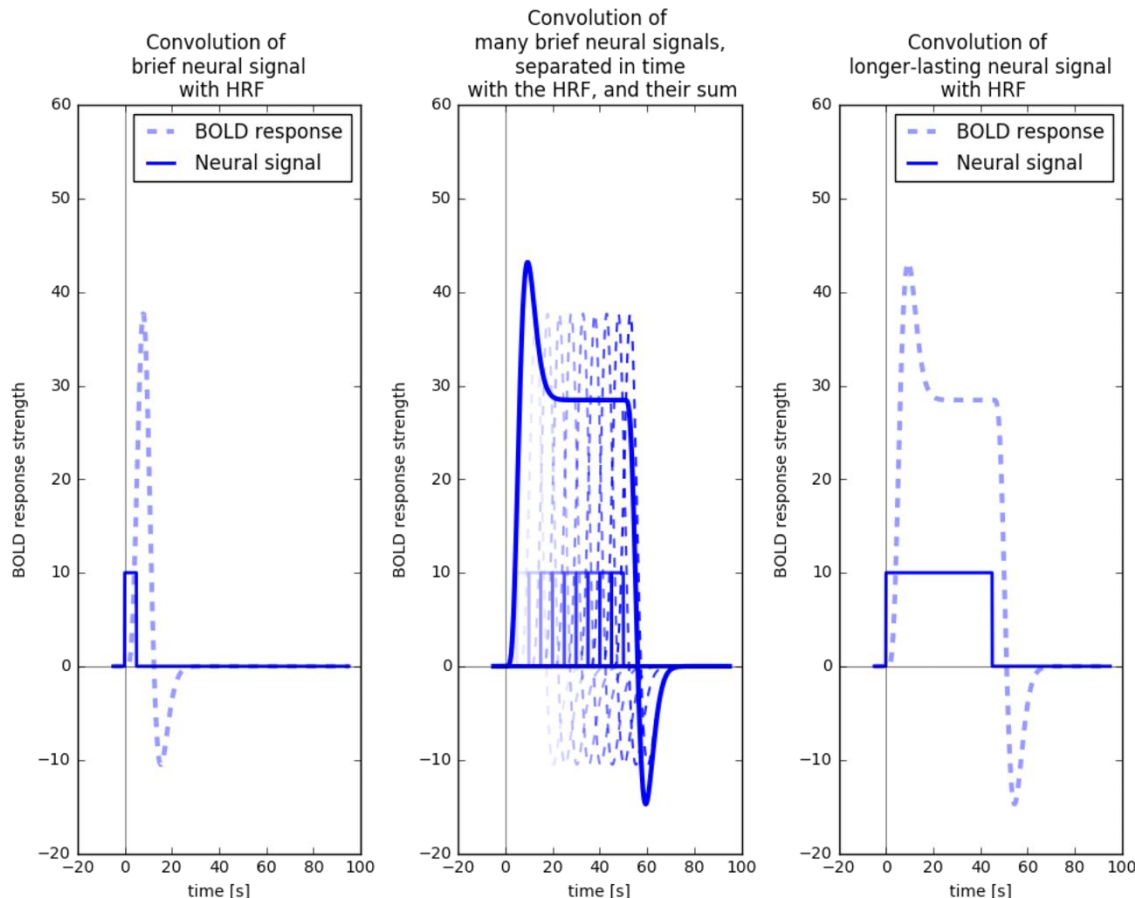 Convolution of
brief neural signal
with HRF
60
50
40
30
20
10
0
−10
−20
BOLD response strength
BOLD response
Neural signal
−20 0 20 40 60 80 100
time [s]
Convolution of
many brief neural signals,
separated in time
with the HRF, and their sum
60
50
40
30
20
10
0
−10
−20
BOLD response strength
−20 0 20 40 60 80 100
time [s]
Convolution of
longer-lasting neural signal
with HRF
60
50
40
30
20
10
0
−10
−20
BOLD response strength
BOLD response
Neural signal
−20 0 20 40 60 80 100
time [s]